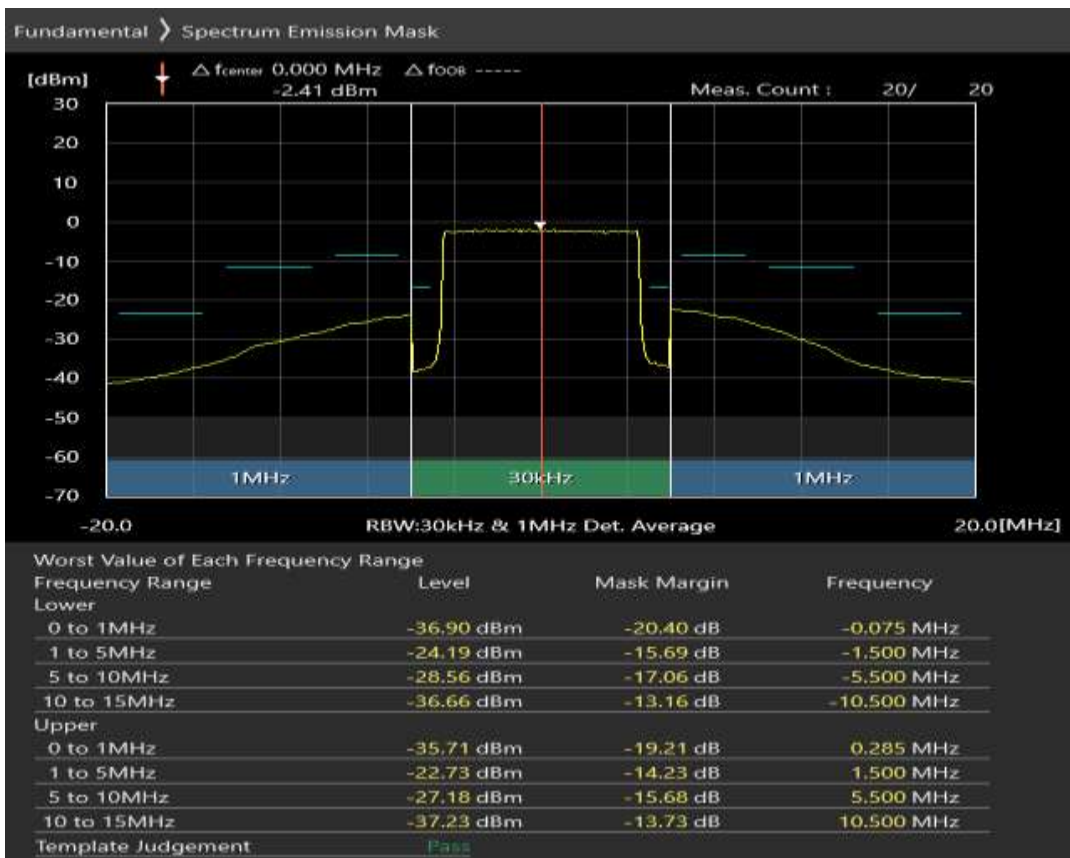 Fundamental 〉 Spectrum Emission Mask
[dBm]
△ fcenter 0.000 MHz △ fOOB -----
-2.41 dBm
Meas. Count : 20/ 20
30
20
10
0
-10
-20
-30
-40
-50
-60
-70
1MHz 30kHz 1MHz
-20.0 RBW:30kHz & 1MHz Det. Average 20.0[MHz]
Worst Value of Each Frequency Range
Frequency Range Level Mask Margin Frequency
Lower
0 to 1MHz -36.90 dBm -20.40 dB -0.075 MHz
1 to 5MHz -24.19 dBm -15.69 dB -1.500 MHz
5 to 10MHz -28.56 dBm -17.06 dB -5.500 MHz
10 to 15MHz -36.66 dBm -13.16 dB -10.500 MHz
Upper
0 to 1MHz -35.71 dBm -19.21 dB 0.285 MHz
1 to 5MHz -22.73 dBm -14.23 dB 1.500 MHz
5 to 10MHz -27.18 dBm -15.68 dB 5.500 MHz
10 to 15MHz -37.23 dBm -13.73 dB 10.500 MHz
Template Judgement Pass